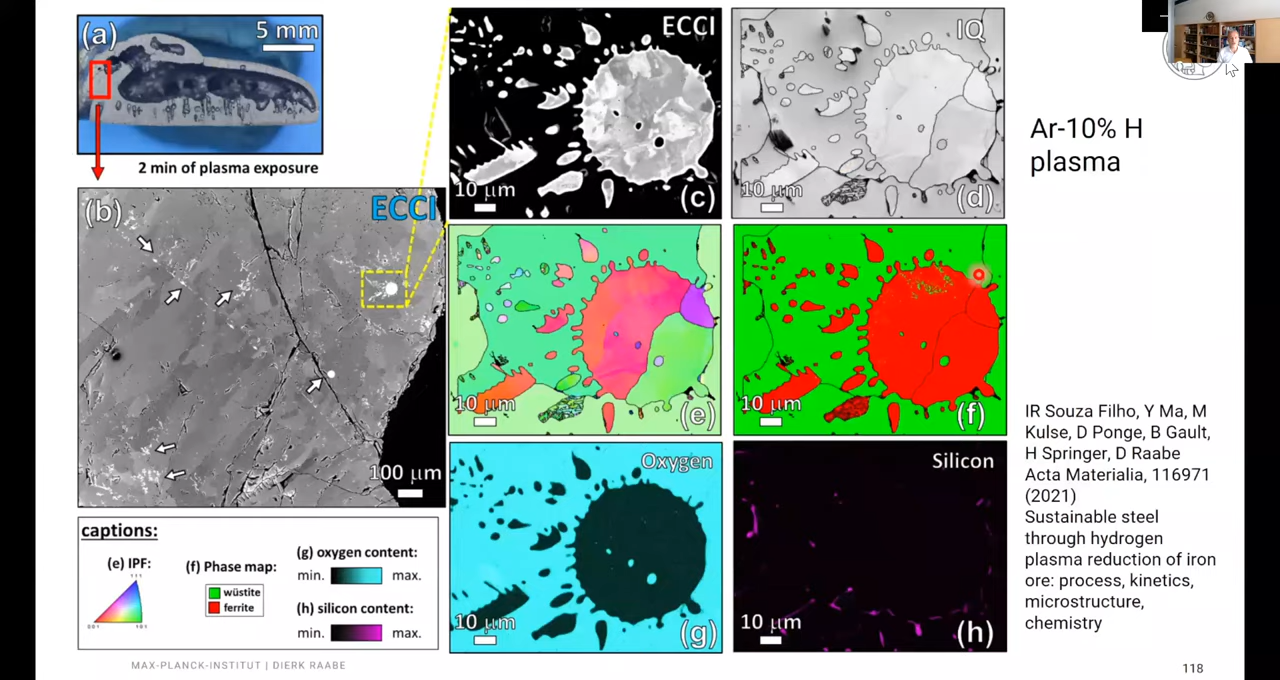 (a)
5 mm
2 min of plasma exposure
(b)
ECCI
100 μm
ECCI
10 μm
(c)
IQ
10 μm
(d)
10 μm
(e)
10 μm
(f)
Oxygen
10 μm
(g)
Silicon
10 μm
(h)
captions:
(e) IPF:
111
001
101
(f) Phase map:
wüstite
ferrite
(g) oxygen content:
min.
max.
(h) silicon content:
min.
max.
Ar-10% H
plasma
IR Souza Filho, Y Ma, M
Kulse, D Ponge, B Gault,
H Springer, D Raabe
Acta Materialia, 116971
(2021)
Sustainable steel
through hydrogen
plasma reduction of iron
ore: process, kinetics,
microstructure,
chemistry
MAX-PLANCK-INSTITUT | DIERK RAABE
118